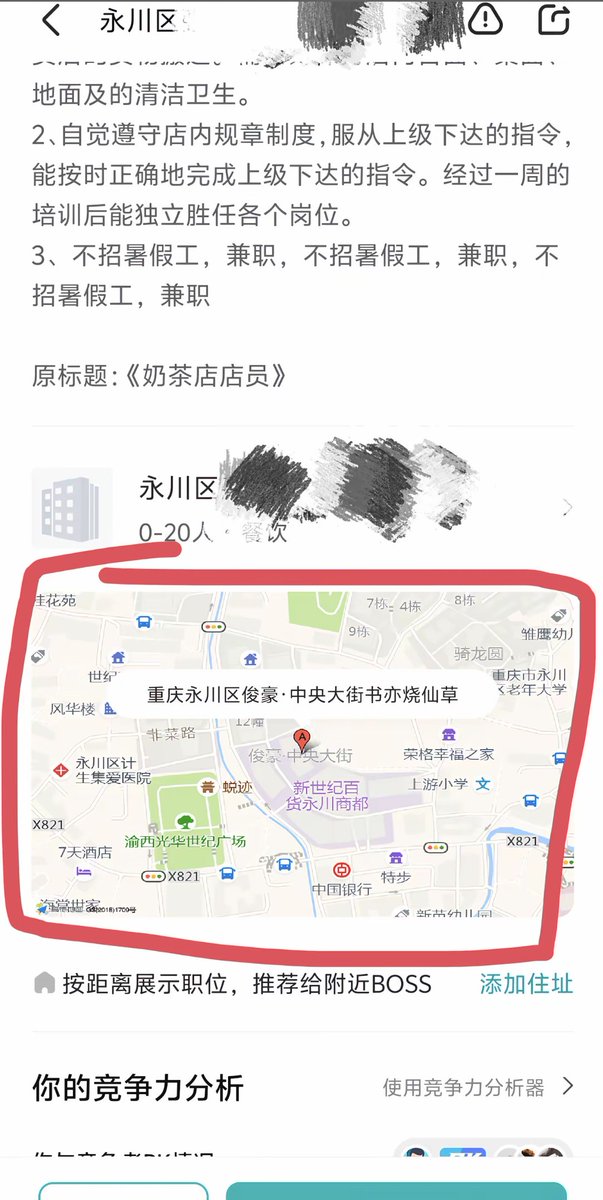 永川区
地面及的清洁卫生。
2、自觉遵守店内规章制度，服从上级下达的指令，
能按时正确地完成上级下达的指令。经过一周的
培训后能独立胜任各个岗位。
3、不招暑假工，兼职，不招暑假工，兼职，不
招暑假工，兼职
原标题：《奶茶店店员》
永川区
0-20人
餐饮
桂花苑
7栋
4栋
8栋
9栋
雏鹰幼儿
骑龙圆
世纪
重庆市永川
区老年大学
重庆永川区俊豪·中央大街书亦烧仙草
风华楼
12幢
韭菜路
俊豪·中央大街
荣格幸福之家
永川区计
生集爱医院
蜕迹
新世纪百
货永川商都
上游小学
X821
渝西光华世纪广场
X821
7天酒店
X821
中国银行
特步
海棠世家
新苗幼儿园
按距离展示职位，推荐给附近BOSS
添加住址
你的竞争力分析
使用竞争力分析器